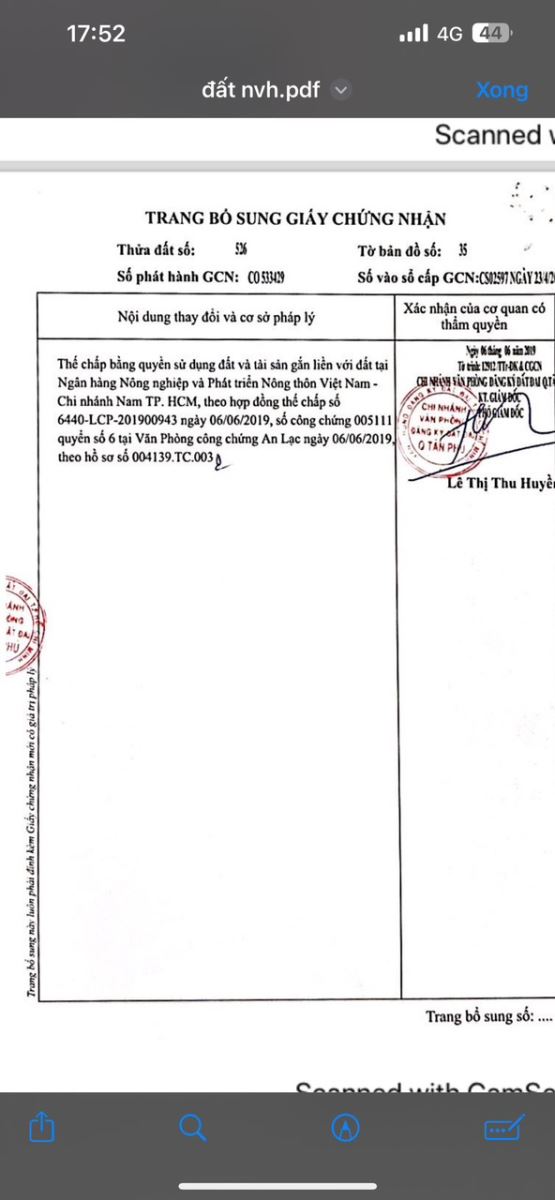 17:52
4G 44
đất nvh.pdf
Xong
Scanned
TRANG BỔ SUNG GIẤY CHỨNG NHẬN
Thửa đất số: 526 Tờ bản đồ số: 35
Số phát hành GCN: CO 533429 Số vào sổ cấp GCN:CS02597 NGÀY 23/4/20
Nội dung thay đổi và cơ sở pháp lý
Xác nhận của cơ quan có
thẩm quyền
Thế chấp bằng quyền sử dụng đất và tài sản gắn liền với đất tại
Ngân hàng Nông nghiệp và Phát triển Nông thôn Việt Nam -
Chi nhánh Nam TP. HCM, theo hợp đồng thế chấp số
6440-LCP-201900943 ngày 06/06/2019, số công chứng 005111
quyển số 6 tại Văn Phòng công chứng An Lạc ngày 06/06/2019,
theo hồ sơ số 004139.TC.003
Ngày 06 tháng 06 năm 2019
Tờ trình: 12912/TTr-ĐK & CGCN
CHI NHÁNH VĂN PHÒNG ĐĂNG KÝ ĐẤT ĐAI Q.T
KT. GIÁM ĐỐC
PHÓ GIÁM ĐỐC
CHI NHÁNH
VĂN PHÒNG
ĐĂNG KÝ ĐẤT ĐAI
Q TÂN PHÚ
Lê Thị Thu Huyề
Trang bổ sung này luôn phải đính kèm Giấy chứng nhận mới có giá trị pháp lý
Trang bổ sung số: ....
Scanned with CamSc